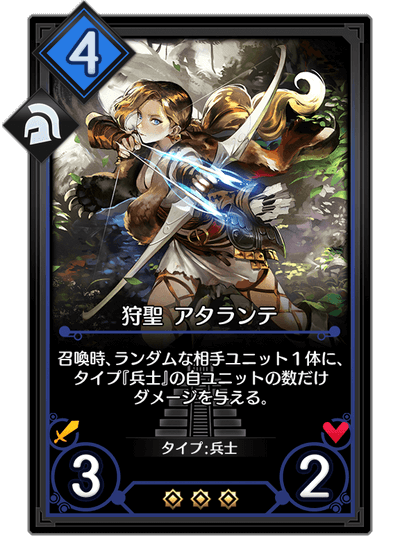 4
狩聖 アタランテ
召喚時、ランダムな相手ユニット1体に、
タイプ『兵士』の自ユニットの数だけ
ダメージを与える。
タイプ:兵士
3
2